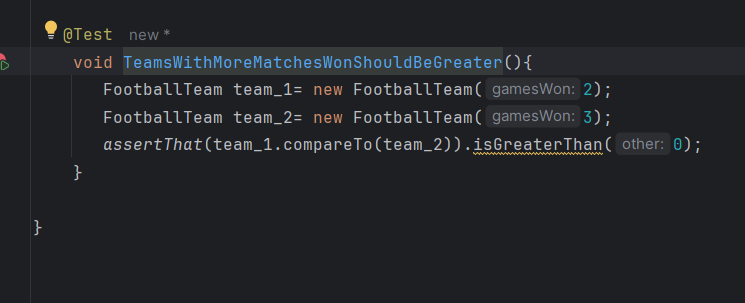 @Test new *
void TeamsWithMoreMatchesWonShouldBeGreater(){
FootballTeam team_1= new FootballTeam( gamesWon: 2);
FootballTeam team_2= new FootballTeam( gamesWon: 3);
assertThat(team_1.compareTo(team_2)).isGreaterThan( other: 0);
}
}